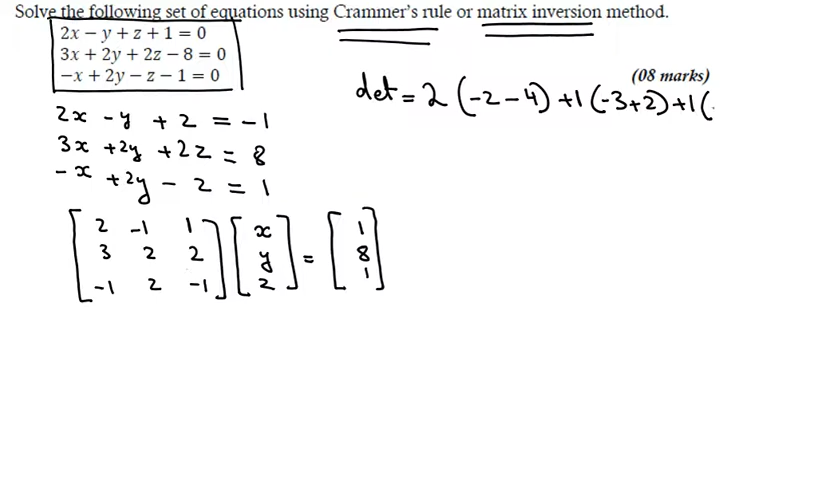 Solve the following set of equations using Crammer's rule or matrix inversion method.
2x − y + z + 1 = 0
3x + 2y + 2z − 8 = 0
−x + 2y − z − 1 = 0
(08 marks)
det = 2 (-2 - 4) + 1 (-3+2) + 1 (
2x - y + z = -1
3x + 2y + 2z = 8
-x + 2y - z = 1
[ 2 -1 1 ] [ x ] = [ 1 ]
[ 3 2 2 ] [ y ] [ 8 ]
[ -1 2 -1 ] [ z ] [ 1 ]